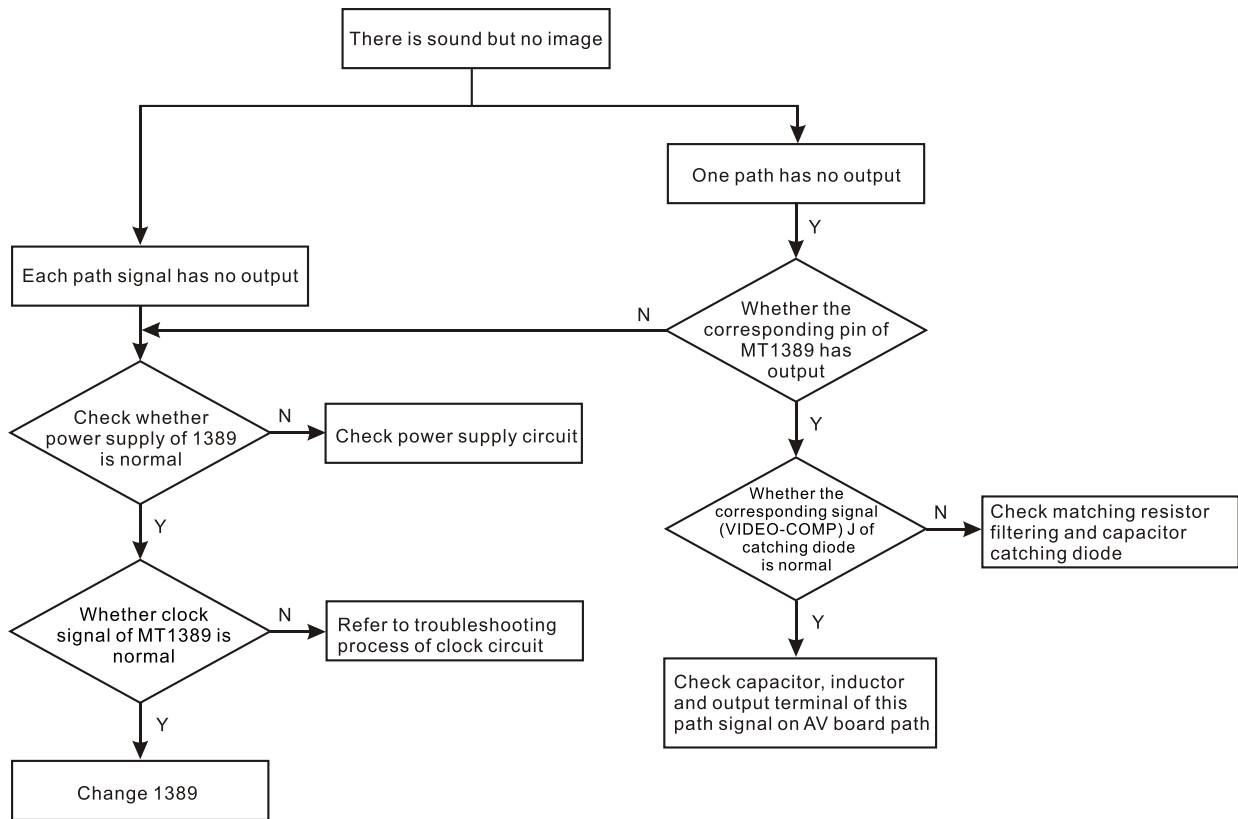 There is sound but no image
One path has no output
Y
Each path signal has no output
N
Whether the
corresponding pin of
MT1389 has
output
Check whether
power supply of 1389
is normal
N
Check power supply circuit
Y
Whether the
corresponding signal
(VIDEO-COMP) J of
catching diode
is normal
N
Check matching resistor
filtering and capacitor
catching diode
Y
Whether clock
signal of MT1389 is
normal
N
Refer to troubleshooting
process of clock circuit
Y
Check capacitor, inductor
and output terminal of this
path signal on AV board path
Y
Change 1389